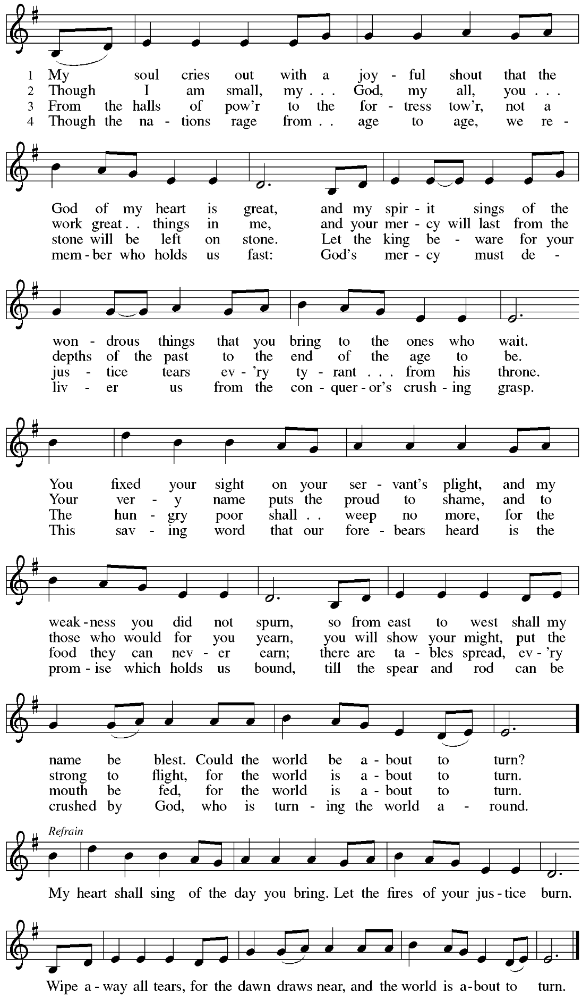 1 My soul cries out with a joy - ful shout that the
2 Though I am small, my . . . God, my all, you . . .
3 From the halls of pow'r to the for - tress tow'r, not a
4 Though the na - tions rage from . . age to age, we re -
God of my heart is great, and my spir - it sings of the
work great . . things in me, and your mer - cy will last from the
stone will be left on stone. Let the king be - ware for your
mem - ber who holds us fast: God's mer - cy must de -
won - drous things that you bring to the ones who wait.
depths of the past to the end of the age to be.
jus - tice tears ev - 'ry ty - rant . . . from his throne.
liv - er us from the con - quer - or's crush - ing grasp.
You fixed your sight on your ser - vant's plight, and my
Your ver - y name puts the proud to shame, and to
The hun - gry poor shall . . weep no more, for the
This sav - ing word that our fore - bears heard is the
weak - ness you did not spurn, so from east to west shall my
those who would for you yearn, you will show your might, put the
food they can nev - er earn; there are ta - bles spread, ev - 'ry
prom - ise which holds us bound, till the spear and rod can be
name be blest. Could the world be a - bout to turn?
strong to flight, for the world is a - bout to turn.
mouth be fed, for the world is a - bout to turn.
crushed by God, who is turn - ing the world a - round.
Refrain
My heart shall sing of the day you bring. Let the fires of your jus - tice burn.
Wipe a - way all tears, for the dawn draws near, and the world is a - bout to turn.